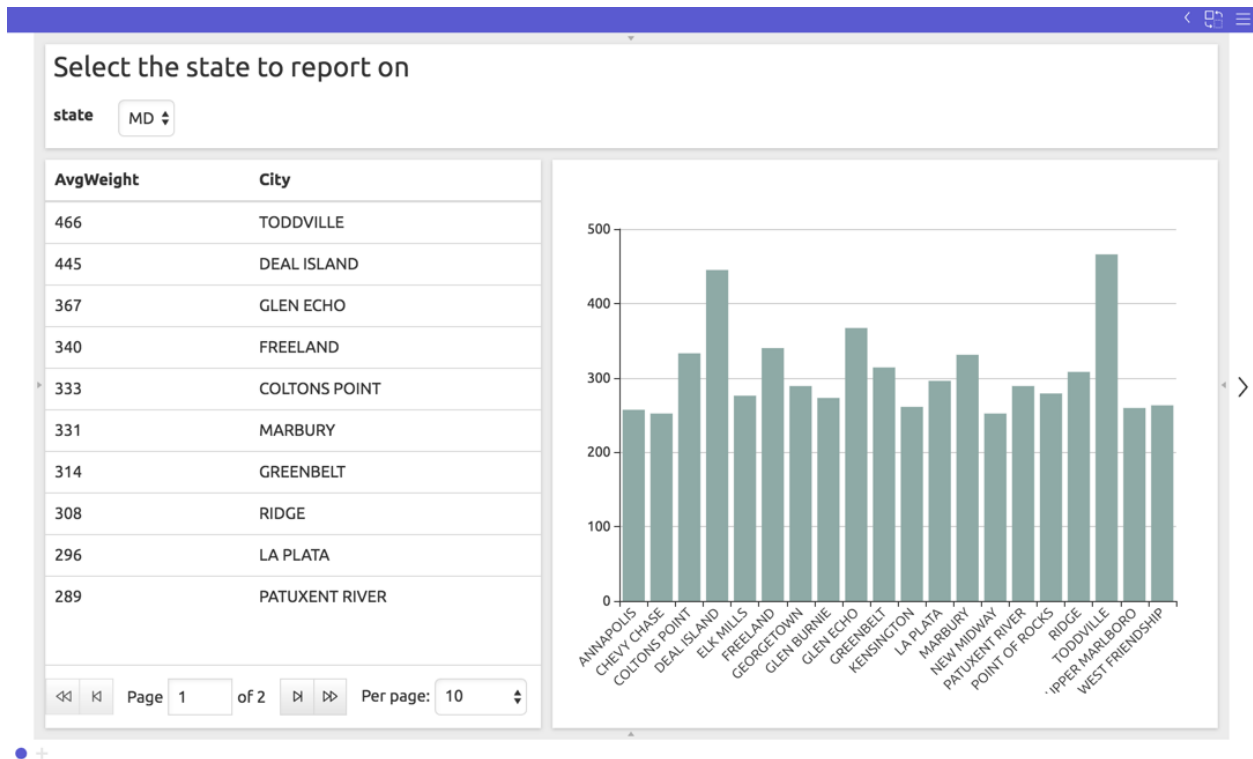 Select the state to report on
state MD
AvgWeight City
466 TODDVILLE
445 DEAL ISLAND
367 GLEN ECHO
340 FREELAND
333 COLTONS POINT
331 MARBURY
314 GREENBELT
308 RIDGE
296 LA PLATA
289 PATUXENT RIVER
Page 1 of 2 Per page: 10
500
400
300
200
100
0
ANNAPOLIS
CHEVY CHASE
COLTONS POINT
DEAL ISLAND
ELK MILLS
FREELAND
GEORGETOWN
GLEN BURNIE
GLEN ECHO
GREENBELT
KENSINGTON
LA PLATA
MARBURY
NEW MIDWAY
PATUXENT RIVER
POINT OF ROCKS
RIDGE
TODDVILLE
IPPER MARLBORO
WEST FRIENDSHIP